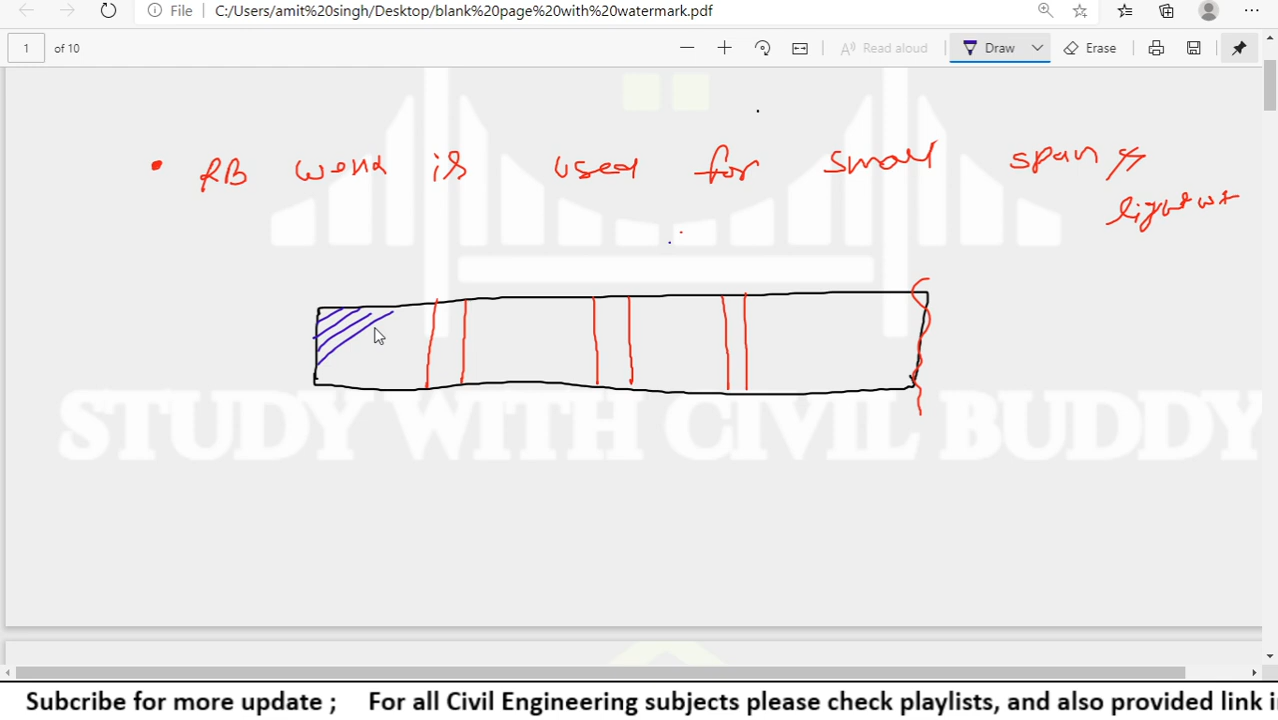 File C:/Users/amit%20singh/Desktop/blank%20page%20with%20watermark.pdf
1 of 10 Read aloud Draw Erase
• RB work is used for small span &
light wt
STUDY WITH CIVIL BUDDY
Subcribe for more update ; For all Civil Engineering subjects please check playlists, and also provided link i